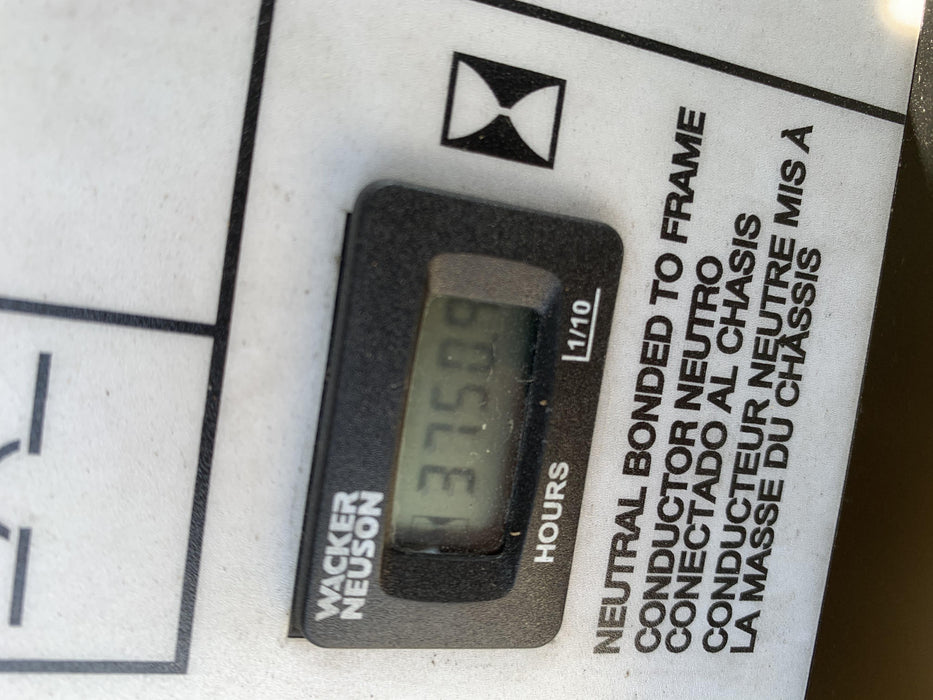 WACKER
NEUSON
37509
HOURS
1/10
NEUTRAL BONDED TO FRAME
CONDUCTOR NEUTRO
CONECTADO AL CHASIS
CONDUCTEUR NEUTRE MIS À
LA MASSE DU CHÂSSIS